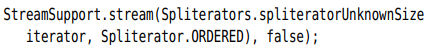 StreamSupport.stream(Spliterators.spliteratorUnknownSize
iterator, Spliterator.ORDERED), false);